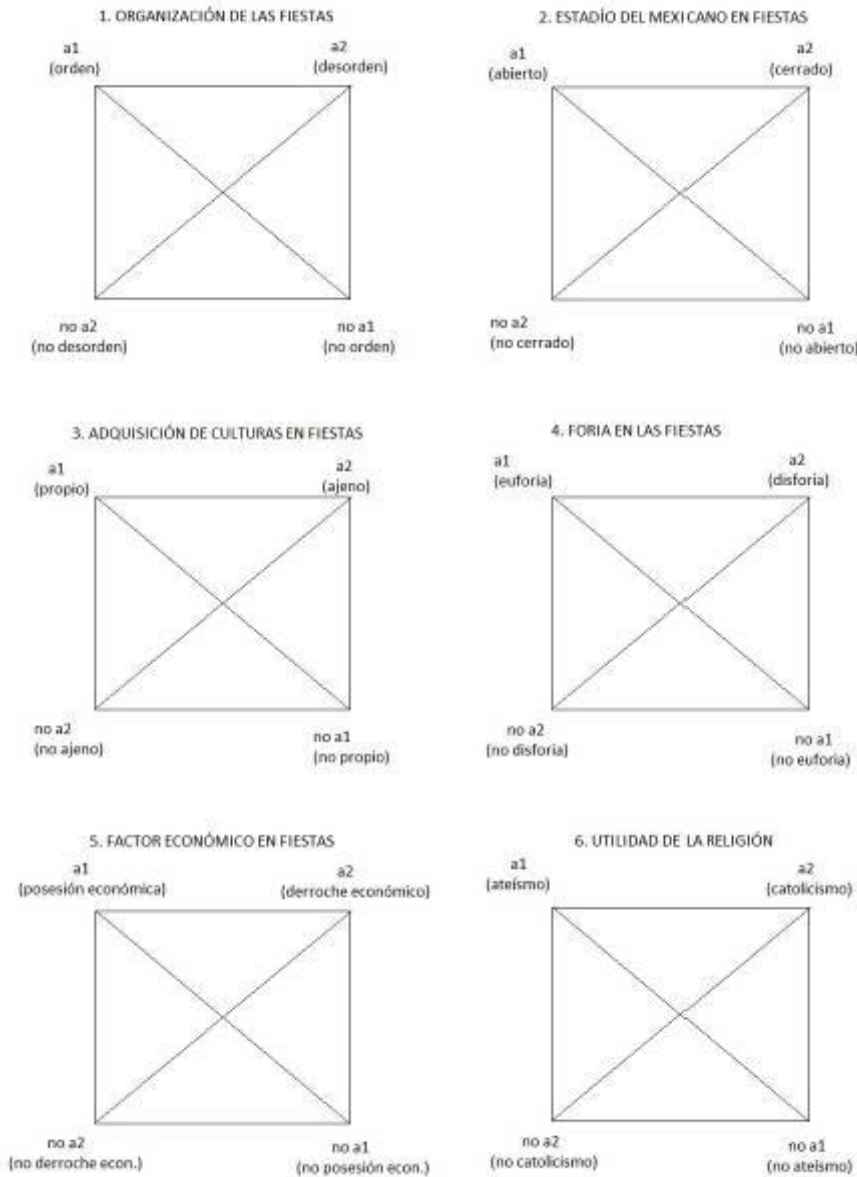 1. ORGANIZACIÓN DE LAS FIESTAS
a1
(orden)
a2
(desorden)
no a2
(no desorden)
no a1
(no orden)
2. ESTADÍO DEL MEXICANO EN FIESTAS
a1
(abierto)
a2
(cerrado)
no a2
(no cerrado)
no a1
(no abierto)
3. ADQUISICIÓN DE CULTURAS EN FIESTAS
a1
(propio)
a2
(ajeno)
no a2
(no ajeno)
no a1
(no propio)
4. FORIA EN LAS FIESTAS
a1
(euforia)
a2
(disforia)
no a2
(no disforia)
no a1
(no euforia)
5. FACTOR ECONÓMICO EN FIESTAS
a1
(posesión económica)
a2
(derroche económico)
no a2
(no derroche econ.)
no a1
(no posesión econ.)
6. UTILIDAD DE LA RELIGIÓN
a1
(ateísmo)
a2
(catolicismo)
no a2
(no catolicismo)
no a1
(no ateísmo)